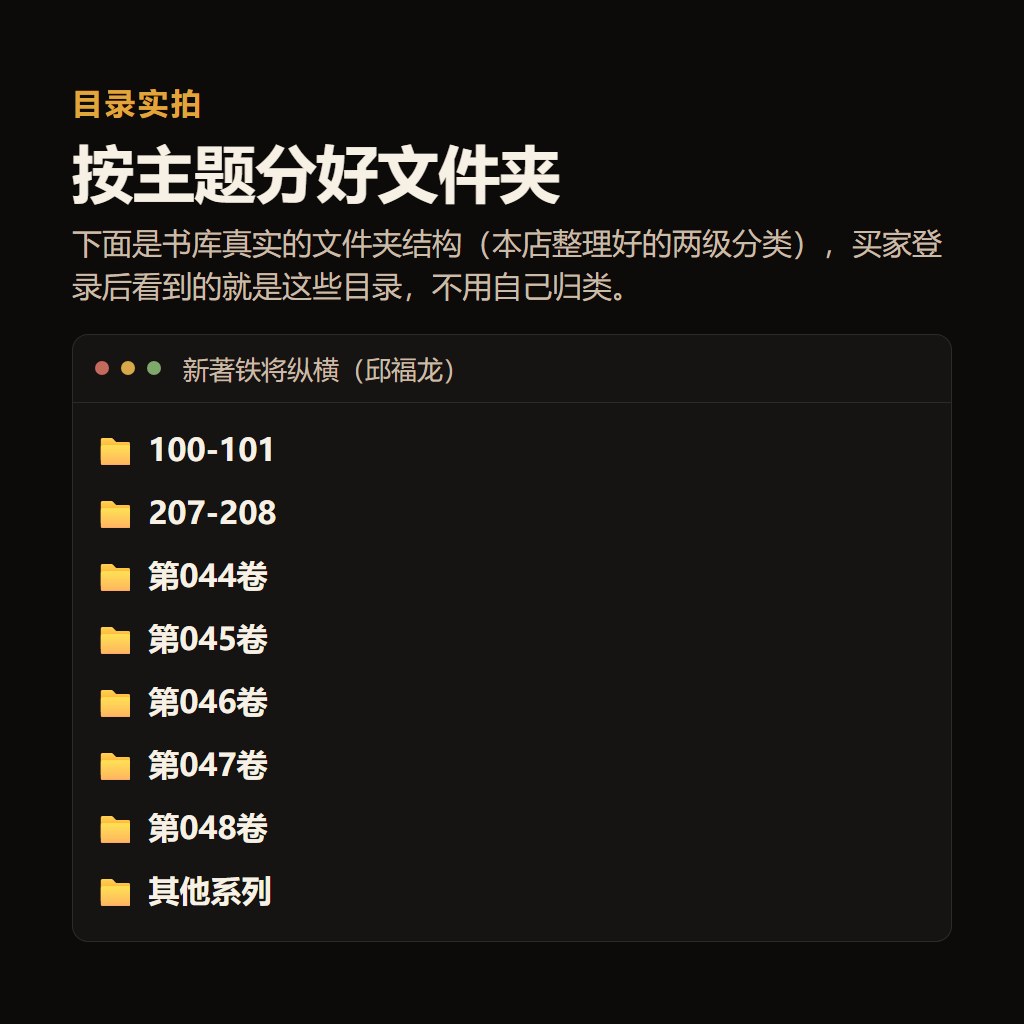 目录实拍
按主题分好文件夹
下面是书库真实的文件夹结构（本店整理好的两级分类），买家登
录后看到的就是这些目录，不用自己归类。
新著铁将纵横（邱福龙）
100-101
207-208
第044卷
第045卷
第046卷
第047卷
第048卷
其他系列